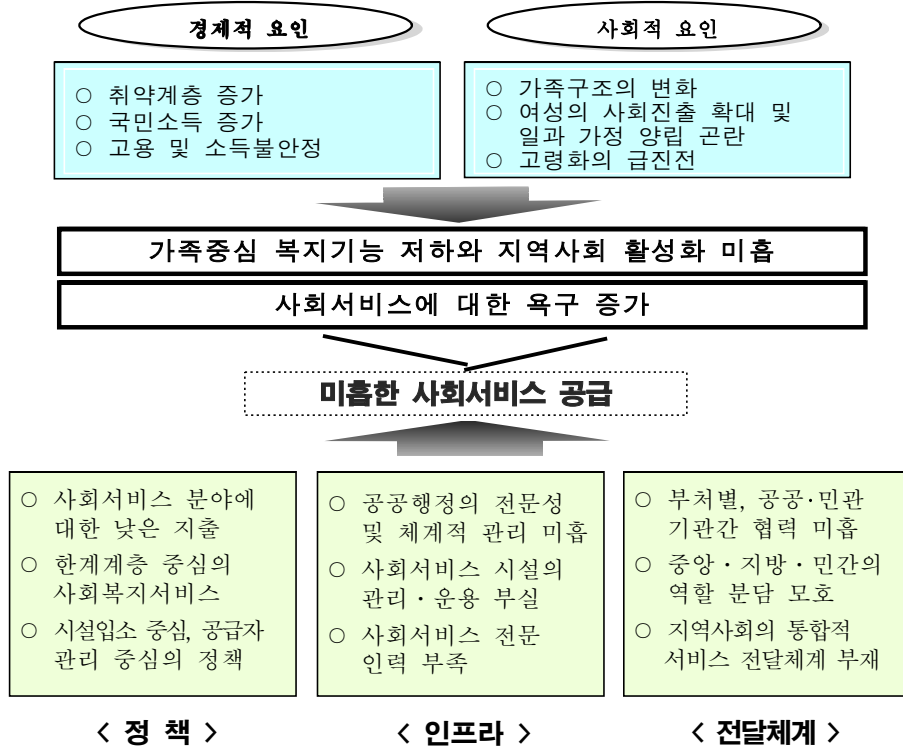 경제적 요인
사회적 요인
○ 취약계층 증가
○ 국민소득 증가
○ 고용 및 소득불안정
○ 가족구조의 변화
○ 여성의 사회진출 확대 및
일과 가정 양립 곤란
○ 고령화의 급진전
가족중심 복지기능 저하와 지역사회 활성화 미흡
사회서비스에 대한 욕구 증가
미흡한 사회서비스 공급
○ 사회서비스 분야에
대한 낮은 지출
○ 한계계층 중심의
사회복지서비스
○ 시설입소 중심, 공급자
관리 중심의 정책
○ 공공행정의 전문성
및 체계적 관리 미흡
○ 사회서비스 시설의
관리·운용 부실
○ 사회서비스 전문
인력 부족
○ 부처별, 공공·민관
기관간 협력 미흡
○ 중앙·지방·민간의
역할 분담 모호
○ 지역사회의 통합적
서비스 전달체계 부재
< 정 책 >
< 인프라 >
< 전달체계 >